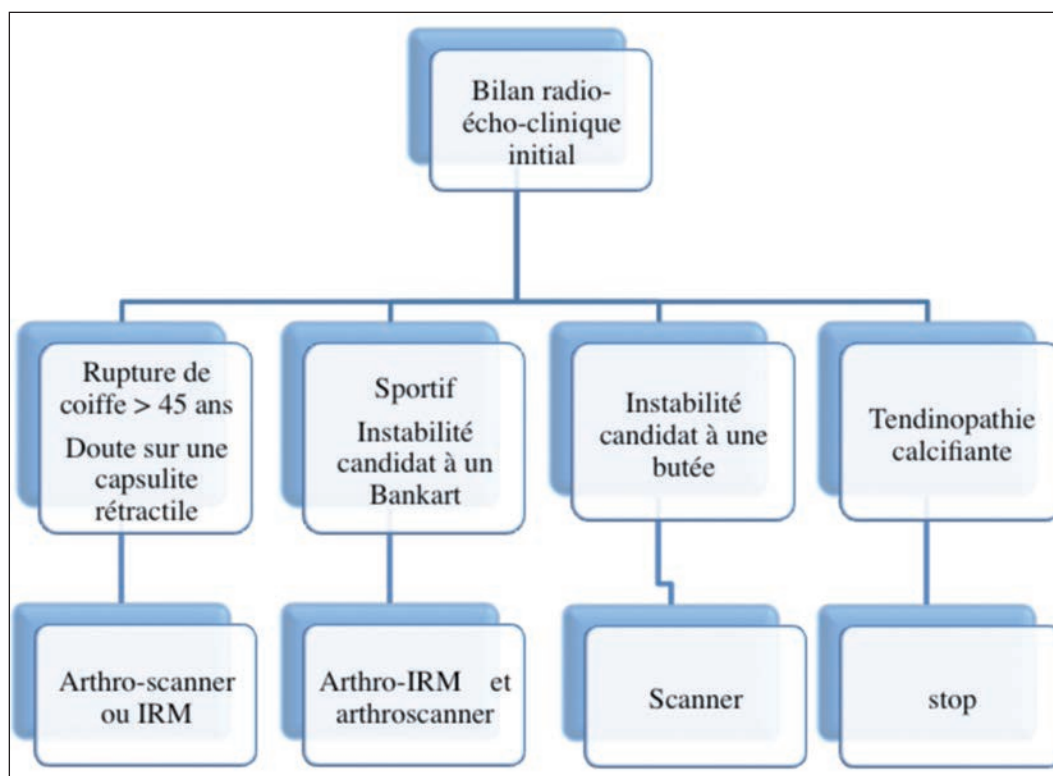 Bilan radio-
écho-clinique
initial
Rupture de
coiffe > 45 ans
Doute sur une
capsulite
rétractile
Sportif
Instabilité
candidat à un
Bankart
Instabilité
candidat à une
butée
Tendinopathie
calcifiante
Arthro-scanner
ou IRM
Arthro-IRM et
arthroscanner
Scanner
stop